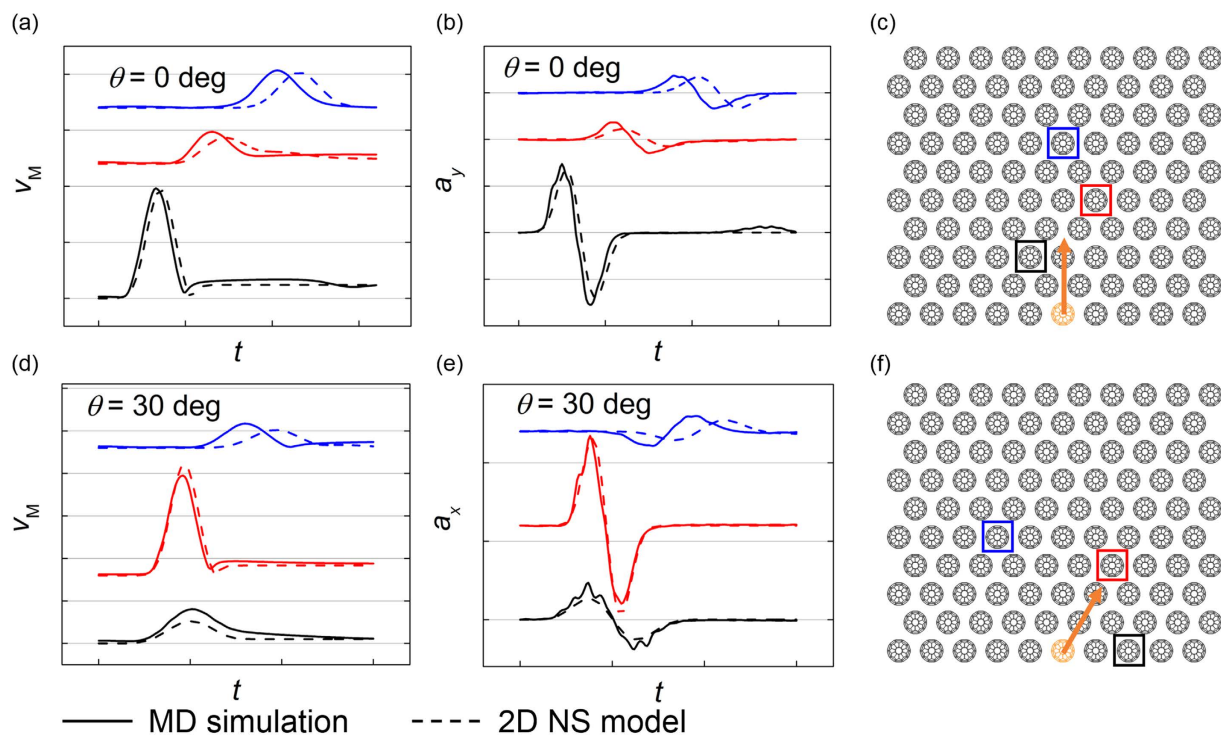 (a)
θ = 0 deg
v_M
t
(b)
θ = 0 deg
a_y
t
(c)
(d)
θ = 30 deg
v_M
t
(e)
θ = 30 deg
a_x
t
(f)
MD simulation
2D NS model